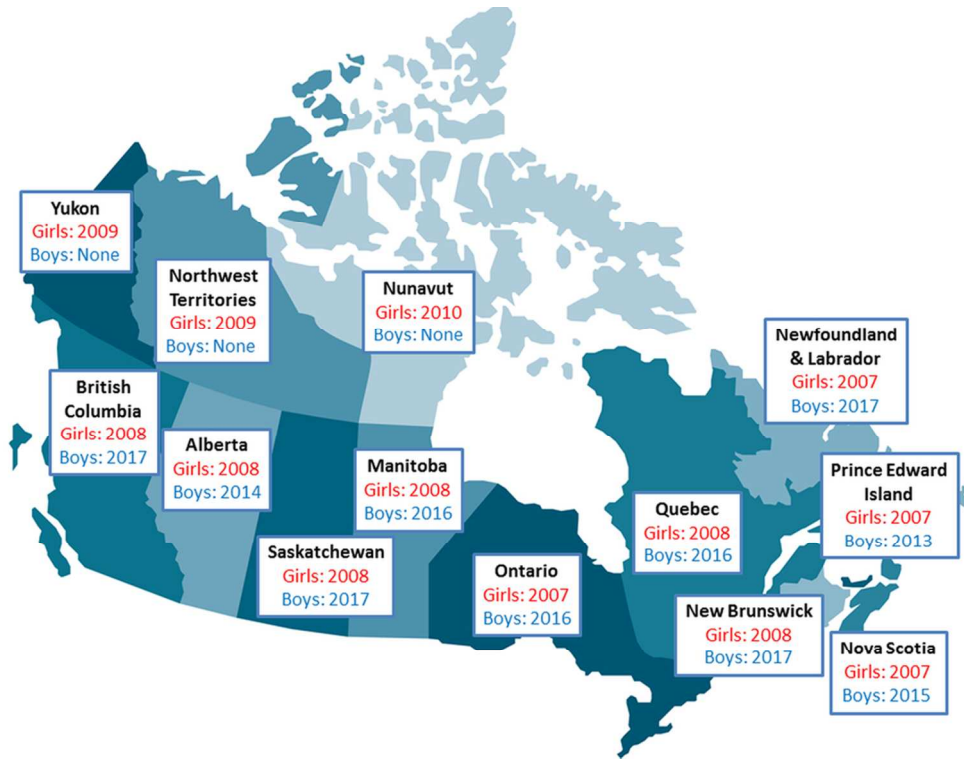 Yukon
Girls: 2009
Boys: None
Northwest
Territories
Girls: 2009
Boys: None
Nunavut
Girls: 2010
Boys: None
Newfoundland
& Labrador
Girls: 2007
Boys: 2017
British
Columbia
Girls: 2008
Boys: 2017
Alberta
Girls: 2008
Boys: 2014
Manitoba
Girls: 2008
Boys: 2016
Prince Edward
Island
Girls: 2007
Boys: 2013
Quebec
Girls: 2008
Boys: 2016
Saskatchewan
Girls: 2008
Boys: 2017
Ontario
Girls: 2007
Boys: 2016
New Brunswick
Girls: 2008
Boys: 2017
Nova Scotia
Girls: 2007
Boys: 2015